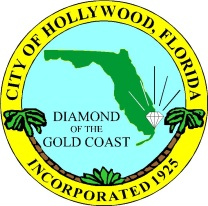 CITY OF HOLLYWOOD, FLORIDA
DIAMOND
OF THE
GOLD COAST
INCORPORATED 1925